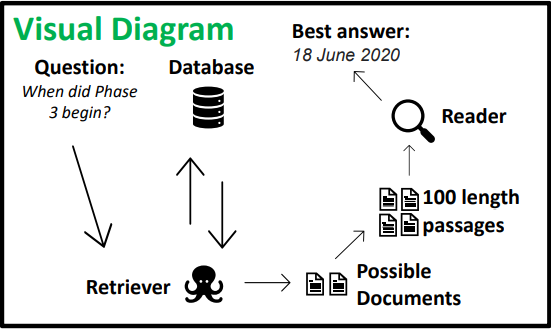 Visual Diagram
Question:
When did Phase
3 begin?
Database
Retriever
Possible
Documents
100 length
passages
Reader
Best answer:
18 June 2020